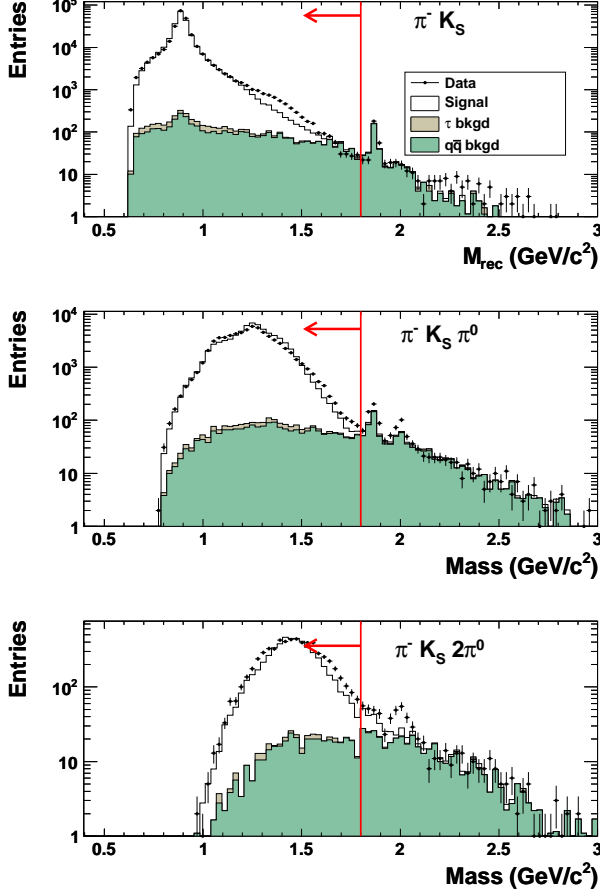 Entries
10⁵
10⁴
10³
10²
10
1
π⁻ K_S
Data
Signal
τ bkgd
qq̄ bkgd
0.5 1 1.5 2 2.5 3
M_rec (GeV/c²)
Entries
10⁴
10³
10²
10
1
π⁻ K_S π⁰
0.5 1 1.5 2 2.5 3
Mass (GeV/c²)
Entries
10²
10
1
π⁻ K_S 2π⁰
0.5 1 1.5 2 2.5 3
Mass (GeV/c²)